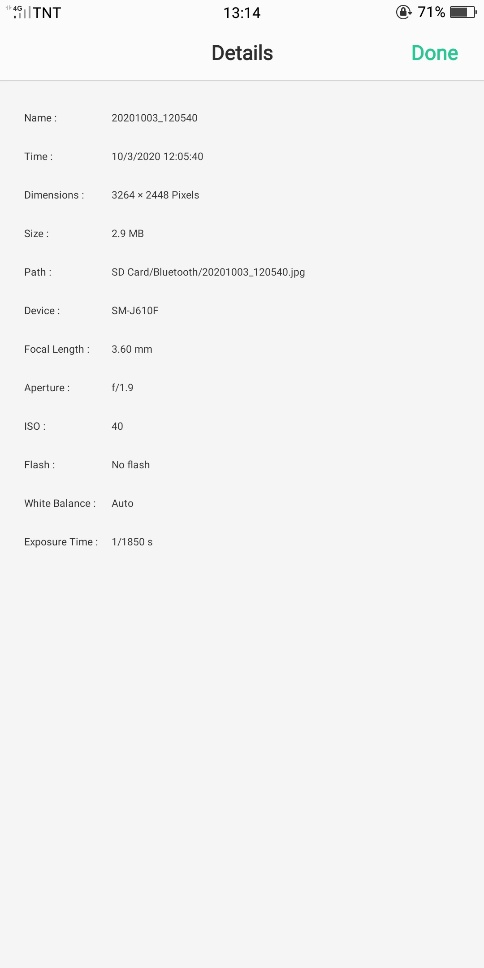 4G TNT 13:14 71%
Details Done
Name : 20201003_120540
Time : 10/3/2020 12:05:40
Dimensions : 3264 × 2448 Pixels
Size : 2.9 MB
Path : SD Card/Bluetooth/20201003_120540.jpg
Device : SM-J610F
Focal Length : 3.60 mm
Aperture : f/1.9
ISO : 40
Flash : No flash
White Balance : Auto
Exposure Time : 1/1850 s